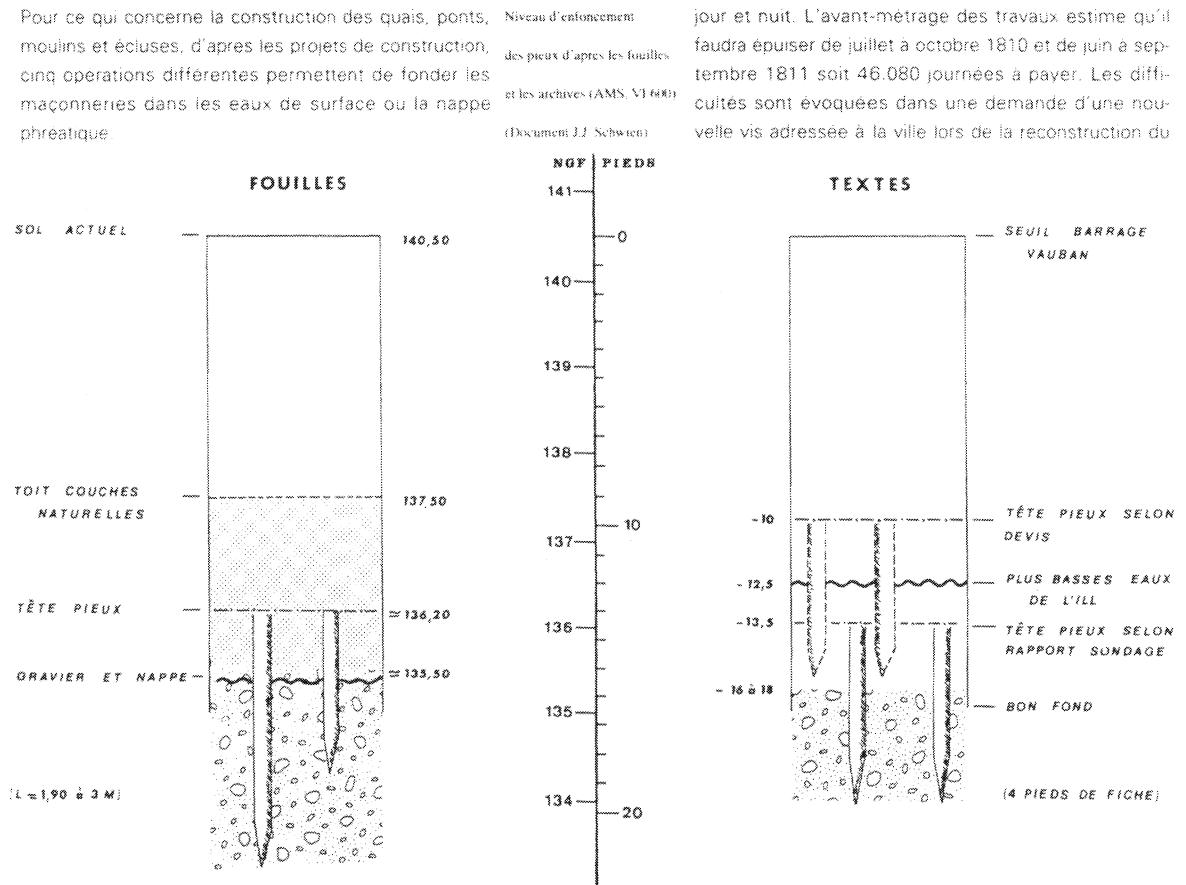 Pour ce qui concerne la construction des quais, ponts,
moulins et écluses, d'apres les projets de construction,
cinq operations différentes permettent de fonder les
maçonneries dans les eaux de surface ou la nappe
phréatique.
Niveau d'enfoncement
des pieux d'apres les fouilles
et les archives (AMS, VI 600)
(Document J.J. Schwien)
jour et nuit. L'avant-métrage des travaux estime qu'il
faudra épuiser de juillet à octobre 1810 et de juin à sep-
tembre 1811 soit 46.080 journées à payer. Les diffi-
cultés sont évoquées dans une demande d'une nou-
velle vis adressée à la ville lors de la reconstruction du
FOUILLES
SOL ACTUEL
140,50
TOIT COUCHES
NATURELLES
137,50
TÊTE PIEUX
≃ 136,20
GRAVIER ET NAPPE
≃ 135,50
(L ≃ 1,90 à 3 M)
NGF PIEDS
141
0
140
139
138
10
137
136
135
134
20
TEXTES
SEUIL BARRAGE
VAUBAN
-10
TÊTE PIEUX SELON
DEVIS
- 12,5
PLUS BASSES EAUX
DE L'ILL
-13,5
TÊTE PIEUX SELON
RAPPORT SONDAGE
- 16 à 18
BON FOND
(4 PIEDS DE FICHE)